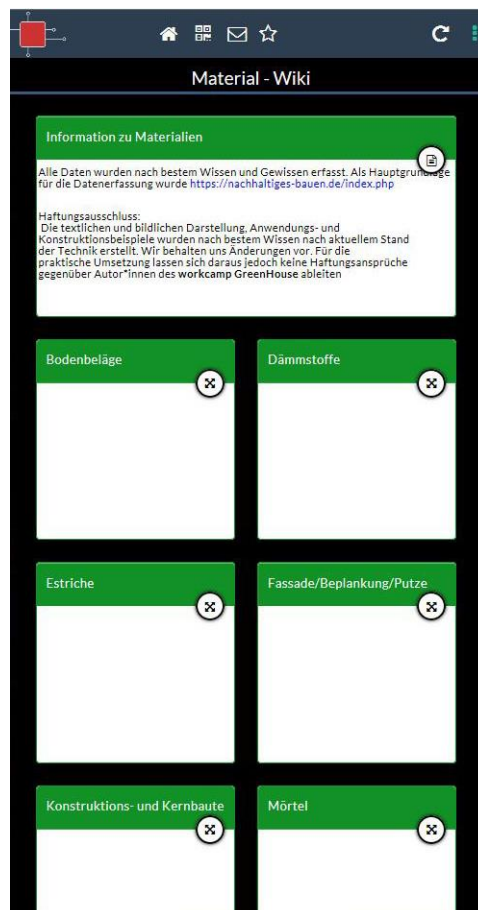 Material - Wiki
Information zu Materialien
Alle Daten wurden nach bestem Wissen und Gewissen erfasst. Als Hauptgrundlage
für die Datenerfassung wurde https://nachhaltiges-bauen.de/index.php
Haftungsausschluss:
Die textlichen und bildlichen Darstellung, Anwendungs- und
Konstruktionsbeispiele wurden nach bestem Wissen nach aktuellem Stand
der Technik erstellt. Wir behalten uns Änderungen vor. Für die
praktische Umsetzung lassen sich daraus jedoch keine Haftungsansprüche
gegenüber Autor*innen des workcamp GreenHouse ableiten
Bodenbeläge
Dämmstoffe
Estriche
Fassade/Beplankung/Putze
Konstruktions- und Kernbaute
Mörtel